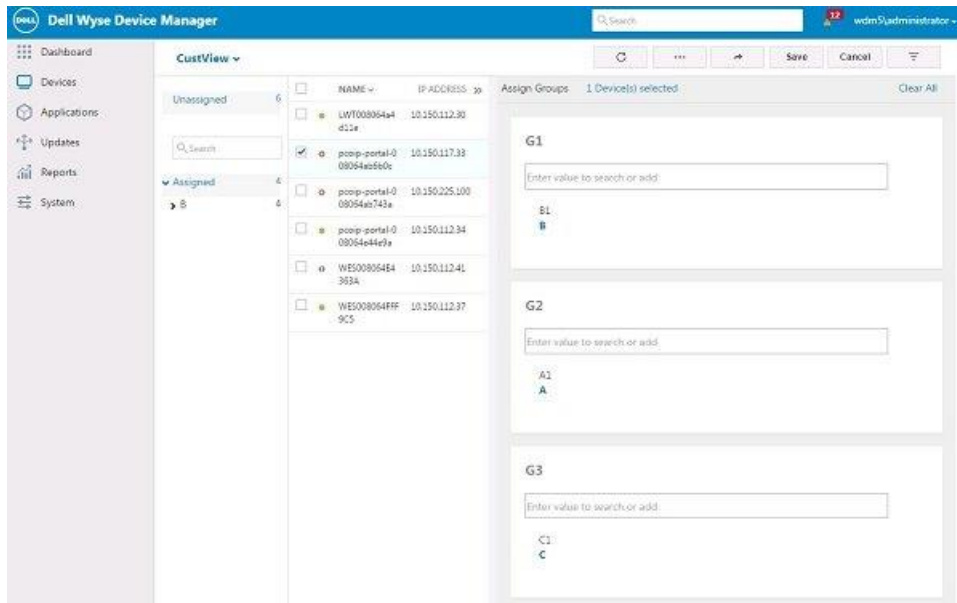 DELL Dell Wyse Device Manager
Search
12
wdm5\administrator
Dashboard
Devices
Applications
Updates
Reports
System
CustView
Save
Cancel
Unassigned 6
Search
Assigned 4
B 4
NAME IP ADDRESS
LWT008064a4 10.150.112.30
d11e
pcoip-portal-0 10.150.117.33
08064ab6b0c
pcoip-portal-0 10.150.225.100
08064ab743a
pcoip-portal-0 10.150.112.34
08064e44e9a
WES008064E4 10.150.112.41
363A
WES008064FFF 10.150.112.37
9C5
Assign Groups 1 Device(s) selected Clear All
G1
Enter value to search or add
B1
B
G2
Enter value to search or add
A1
A
G3
Enter value to search or add
C1
C